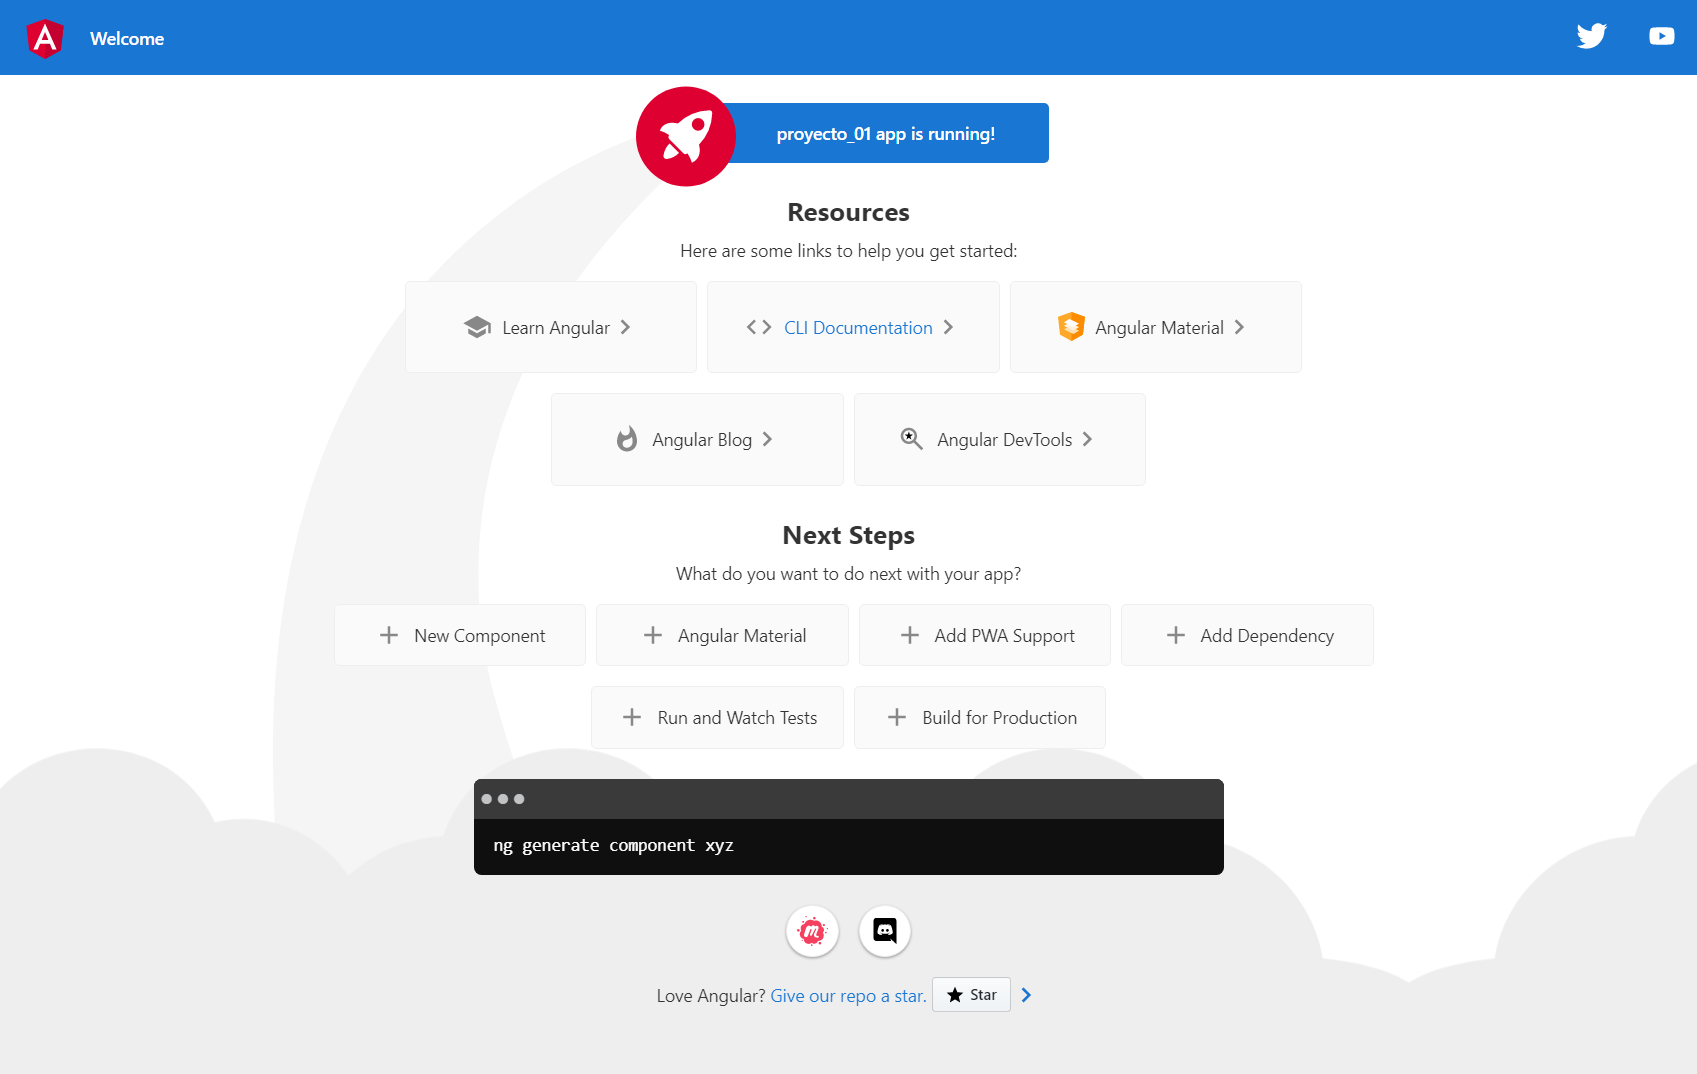 Welcome
proyecto_01 app is running!
Resources
Here are some links to help you get started:
Learn Angular
CLI Documentation
Angular Material
Angular Blog
Angular DevTools
Next Steps
What do you want to do next with your app?
New Component
Angular Material
Add PWA Support
Add Dependency
Run and Watch Tests
Build for Production
ng generate component xyz
Love Angular? Give our repo a star. Star